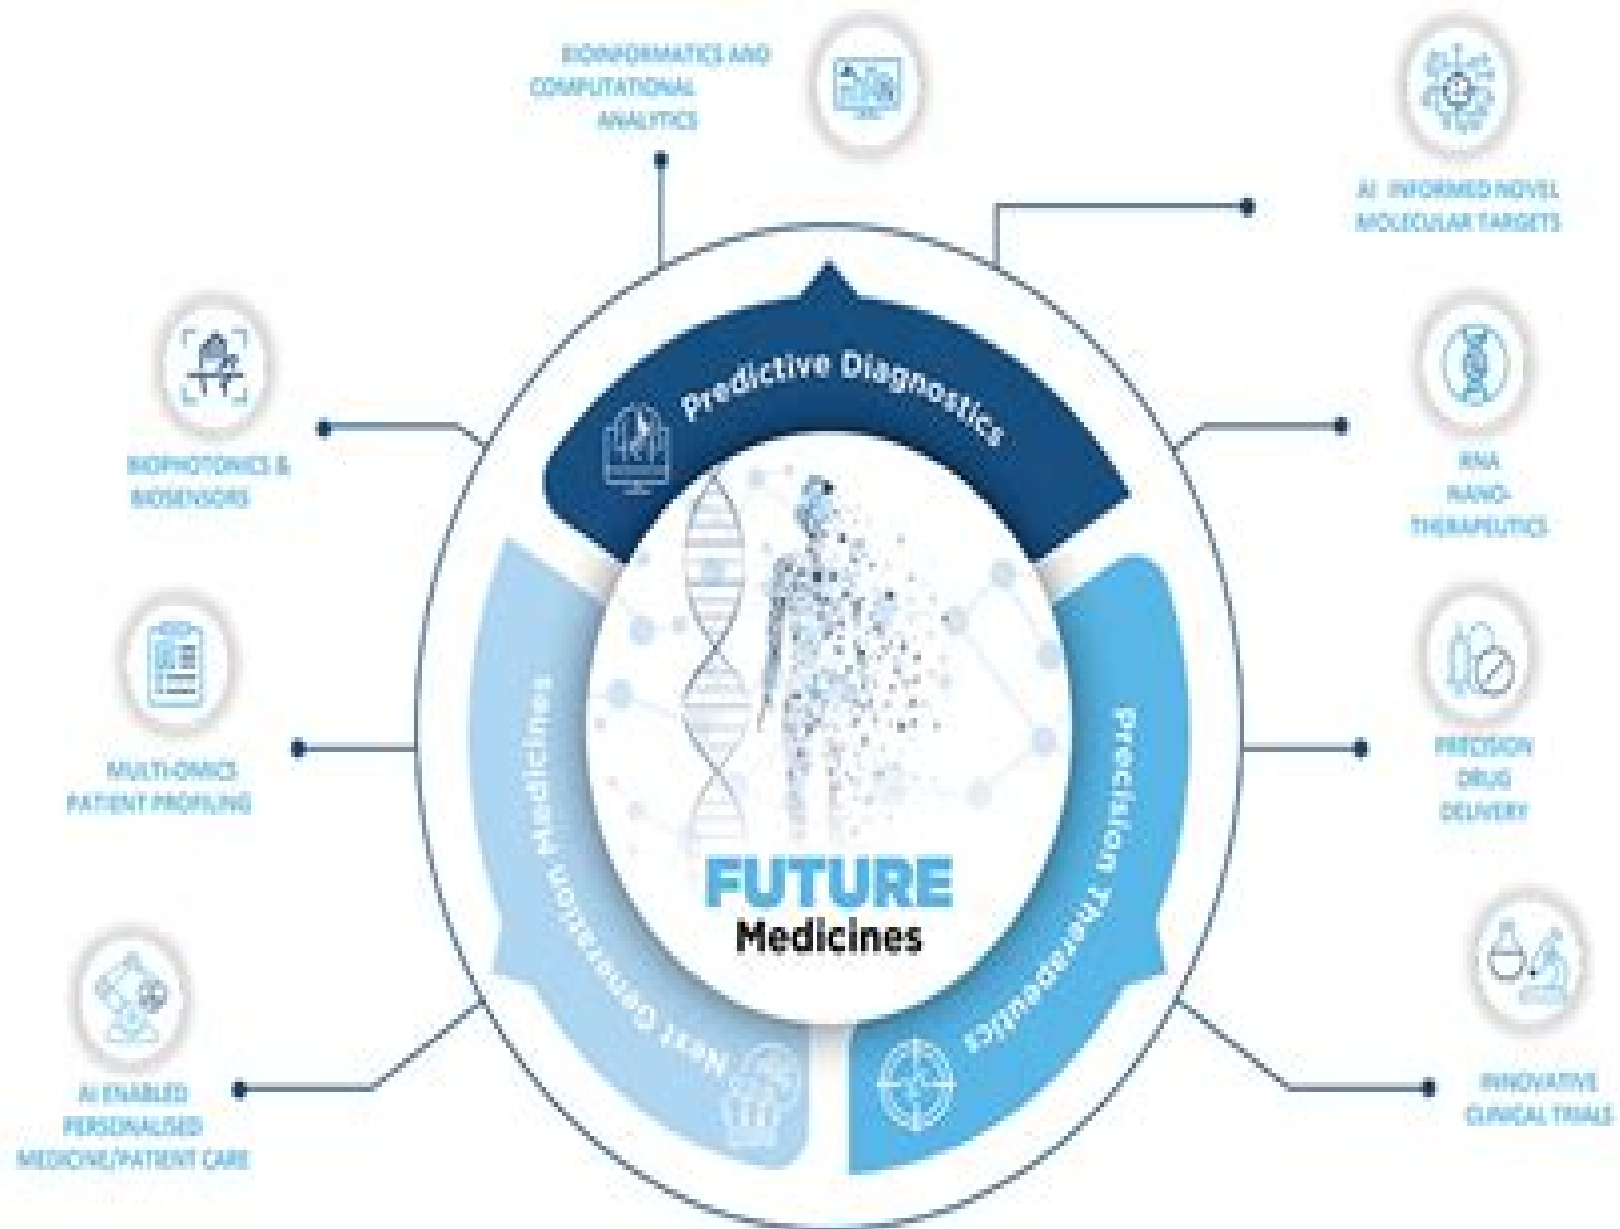 BIOINFORMATICS AND
COMPUTATIONAL
ANALYTICS
AI INFORMED NOVEL
MOLECULAR TARGETS
BIOPHOTONICS &
BIOSENSORS
RNA
NANO-
THERAPEUTICS
MULTI-OMICS
PATIENT PROFILING
PRECISION
DRUG
DELIVERY
AI ENABLED
PERSONALISED
MEDICINE/PATIENT CARE
INNOVATIVE
CLINICAL TRIALS
Predictive Diagnostics
Precision Therapeutics
Next Generation Medicines
FUTURE
Medicines